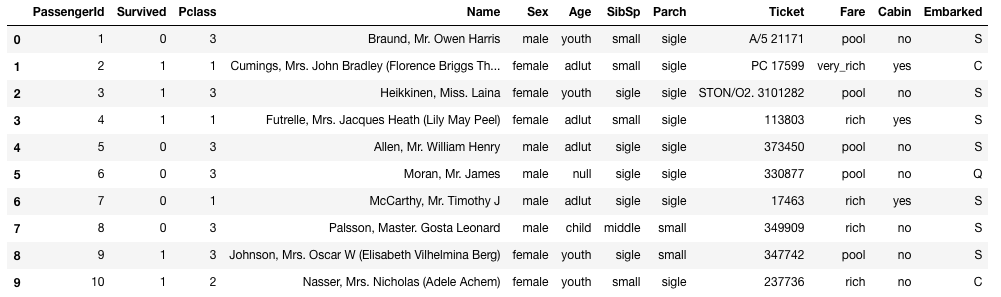 PassengerId Survived Pclass Name Sex Age SibSp Parch Ticket Fare Cabin Embarked
0 1 0 3 Braund, Mr. Owen Harris male youth small sigle A/5 21171 pool no S
1 2 1 1 Cumings, Mrs. John Bradley (Florence Briggs Th... female adlut small sigle PC 17599 very_rich yes C
2 3 1 3 Heikkinen, Miss. Laina female youth sigle sigle STON/O2. 3101282 pool no S
3 4 1 1 Futrelle, Mrs. Jacques Heath (Lily May Peel) female adlut small sigle 113803 rich yes S
4 5 0 3 Allen, Mr. William Henry male adlut sigle sigle 373450 pool no S
5 6 0 3 Moran, Mr. James male null sigle sigle 330877 pool no Q
6 7 0 1 McCarthy, Mr. Timothy J male adlut sigle sigle 17463 rich yes S
7 8 0 3 Palsson, Master. Gosta Leonard male child middle small 349909 rich no S
8 9 1 3 Johnson, Mrs. Oscar W (Elisabeth Vilhelmina Berg) female youth sigle small 347742 pool no S
9 10 1 2 Nasser, Mrs. Nicholas (Adele Achem) female youth small sigle 237736 rich no C